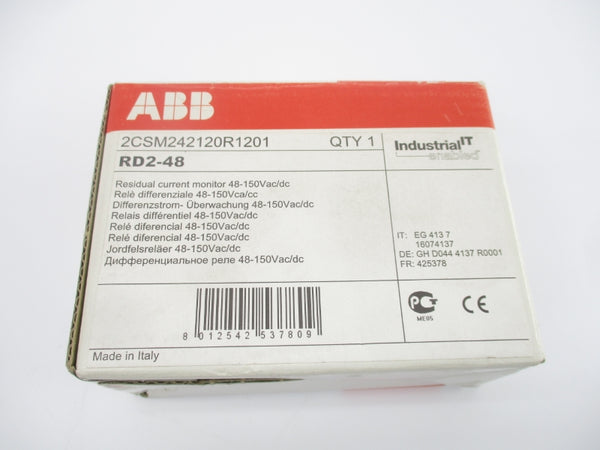 ABB
2CSM242120R1201 QTY 1
RD2-48
Industrial IT
enabled
Residual current monitor 48-150Vac/dc
Relè differenziale 48-150Vca/cc
Differenzstrom- Überwachung 48-150Vac/dc
Relais différentiel 48-150Vac/dc
Relé diferencial 48-150Vac/dc
Relé diferencial 48-150Vac/dc
Jordfelsreläer 48-150Vac/dc
Дифференциальное реле 48-150Vac/dc
IT: EG 413 7
16074137
DE: GH D044 4137 R0001
FR: 425378
РСТ
ME05
CE
8 012542 537809
Made in Italy